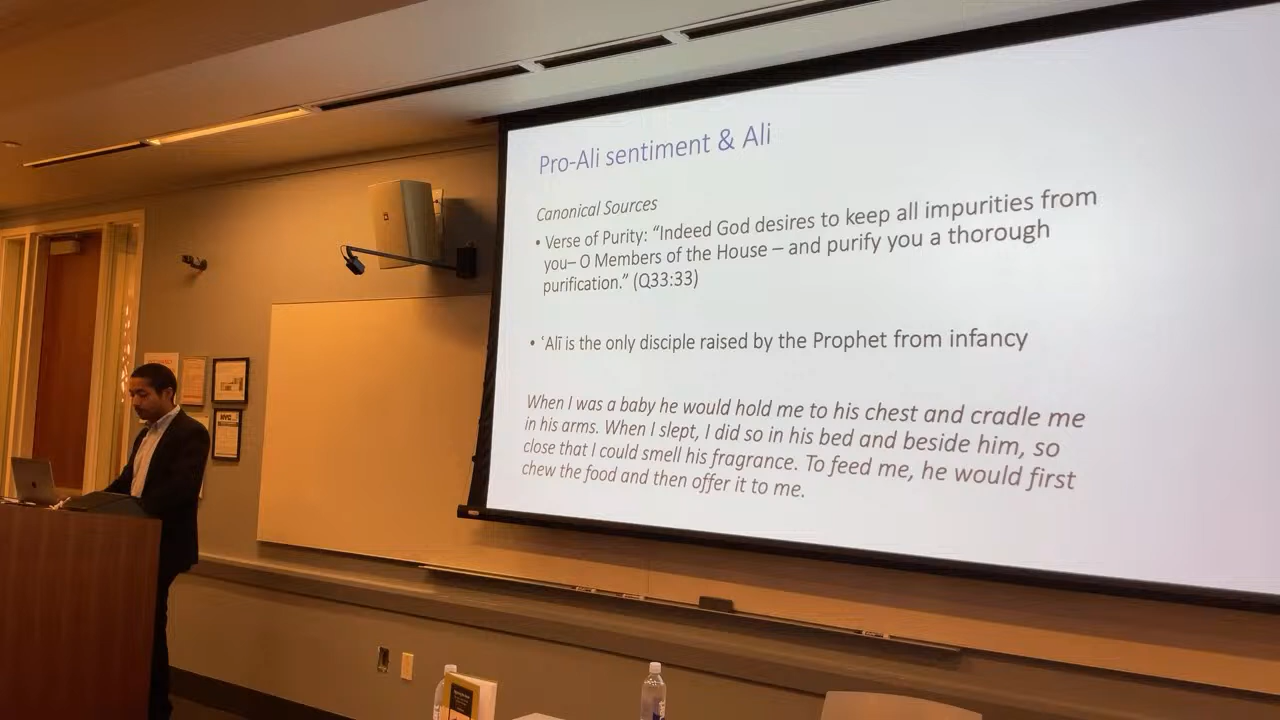 Pro-Ali sentiment & Ali
Canonical Sources
• Verse of Purity: “Indeed God desires to keep all impurities from
you– O Members of the House – and purify you a thorough
purification.” (Q33:33)
• ʿAlī is the only disciple raised by the Prophet from infancy
When I was a baby he would hold me to his chest and cradle me
in his arms. When I slept, I did so in his bed and beside him, so
close that I could smell his fragrance. To feed me, he would first
chew the food and then offer it to me.
NYC